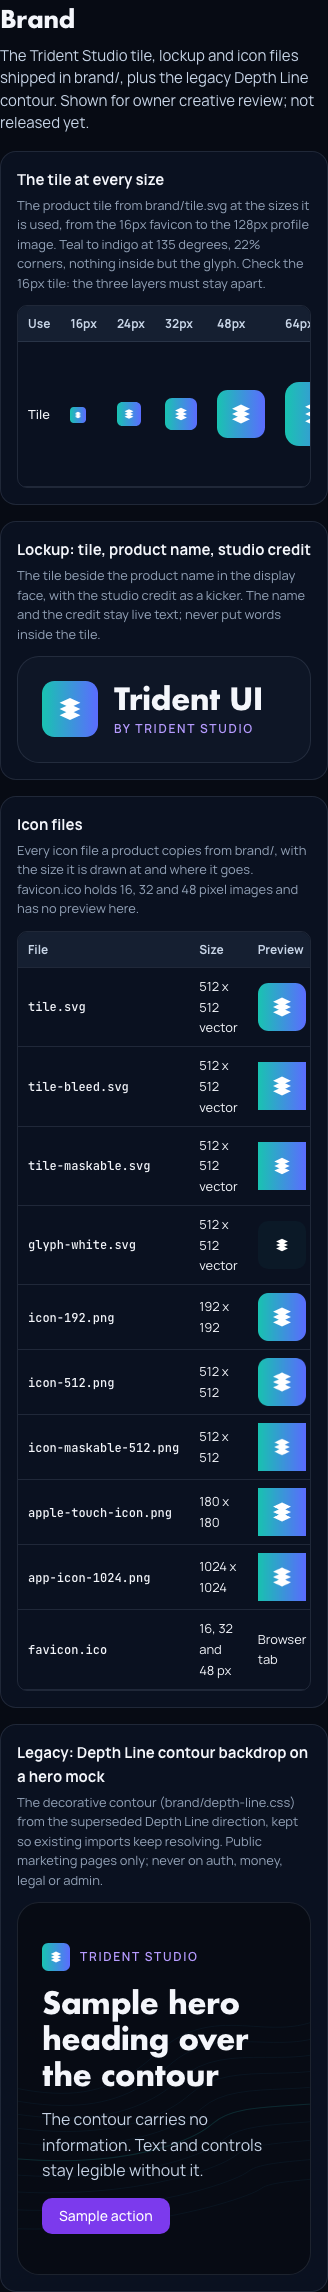 Brand
The Trident Studio tile, lockup and icon files
shipped in brand/, plus the legacy Depth Line
contour. Shown for owner creative review; not
released yet.
The tile at every size
The product tile from brand/tile.svg at the sizes it
is used, from the 16px favicon to the 128px profile
image. Teal to indigo at 135 degrees, 22%
corners, nothing inside but the glyph. Check the
16px tile: the three layers must stay apart.
Use 16px 24px 32px 48px 64px
Tile
Lockup: tile, product name, studio credit
The tile beside the product name in the display
face, with the studio credit as a kicker. The name
and the credit stay live text; never put words
inside the tile.
Trident UI
BY TRIDENT STUDIO
Icon files
Every icon file a product copies from brand/, with
the size it is drawn at and where it goes.
favicon.ico holds 16, 32 and 48 pixel images and
has no preview here.
File Size Preview
tile.svg 512 x
512
vector
tile-bleed.svg 512 x
512
vector
tile-maskable.svg 512 x
512
vector
glyph-white.svg 512 x
512
vector
icon-192.png 192 x
192
icon-512.png 512 x
512
icon-maskable-512.png 512 x
512
apple-touch-icon.png 180 x
180
app-icon-1024.png 1024 x
1024
favicon.ico 16, 32
and
48 px
Browser
tab
Legacy: Depth Line contour backdrop on
a hero mock
The decorative contour (brand/depth-line.css)
from the superseded Depth Line direction, kept
so existing imports keep resolving. Public
marketing pages only; never on auth, money,
legal or admin.
TRIDENT STUDIO
Sample hero
heading over
the contour
The contour carries no
information. Text and controls
stay legible without it.
Sample action